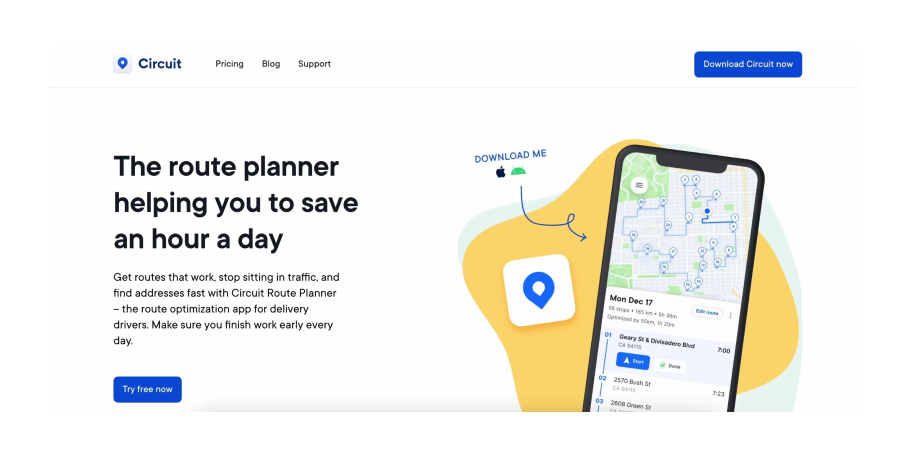 Circuit
Pricing
Blog
Support
Download Circuit now
The route planner
helping you to save
an hour a day
Get routes that work, stop sitting in traffic, and
find addresses fast with Circuit Route Planner
– the route optimization app for delivery
drivers. Make sure you finish work early every
day.
Try free now
DOWNLOAD ME
Mon Dec 17
56 stops • 165 km • 5h 36m
Optimized by 55km, 1h 20m
Edit route
01
Geary St & Divisadero Blvd
7:00
CA 94115
Start
Done
02
2570 Bush St
7:23
CA 94115
03
2608 Green St